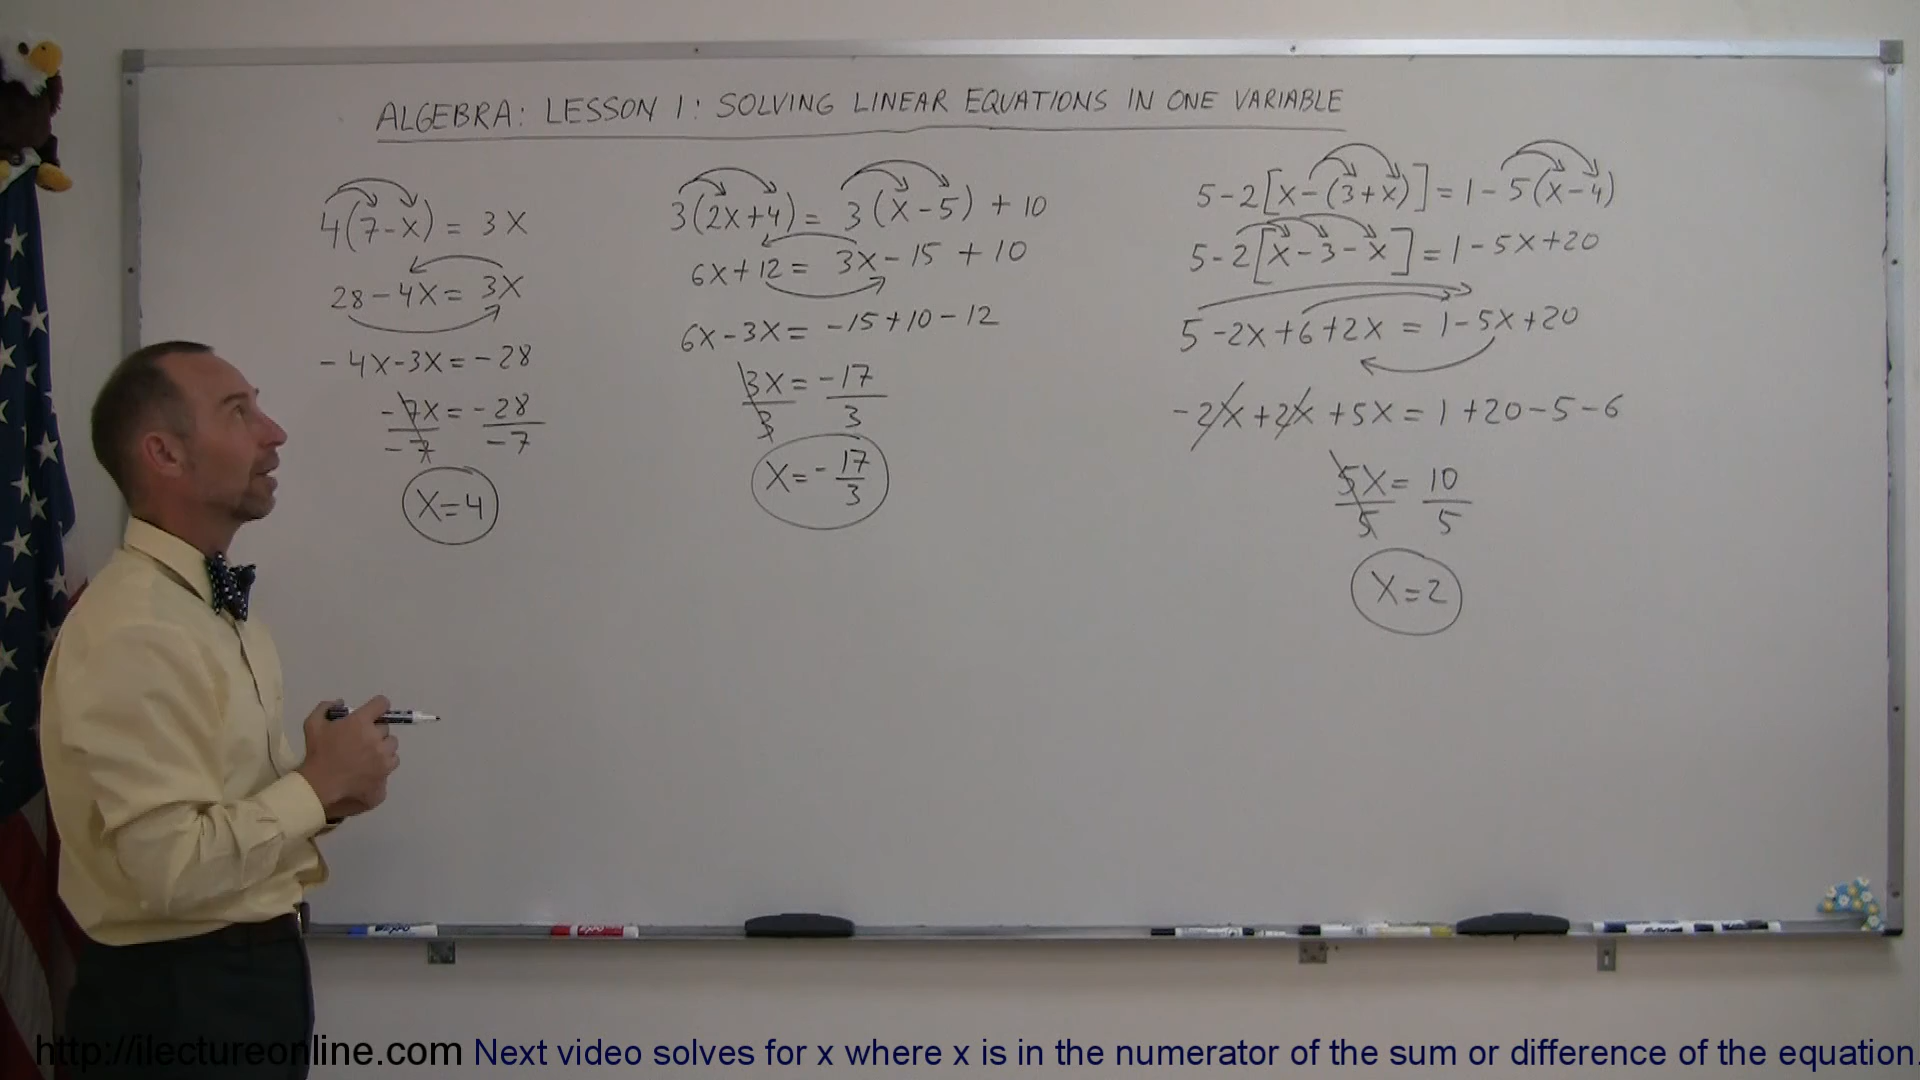 ALGEBRA: LESSON 1: SOLVING LINEAR EQUATIONS IN ONE VARIABLE
4(7-x) = 3x
28-4x = 3x
-4x-3x = -28
-7x = -28
-7 -7
x=4
3(2x+4) = 3(x-5) + 10
6x+12 = 3x-15 + 10
6x-3x = -15+10-12
3x = -17
3 3
x = -17
3
5-2[x-(3+x)] = 1-5(x-4)
5-2[x-3-x] = 1-5x+20
5-2x+6+2x = 1-5x+20
-2x+2x+5x = 1+20-5-6
5x = 10
5 5
x=2
http://ilectureonline.com Next video solves for x where x is in the numerator of the sum or difference of the equation.